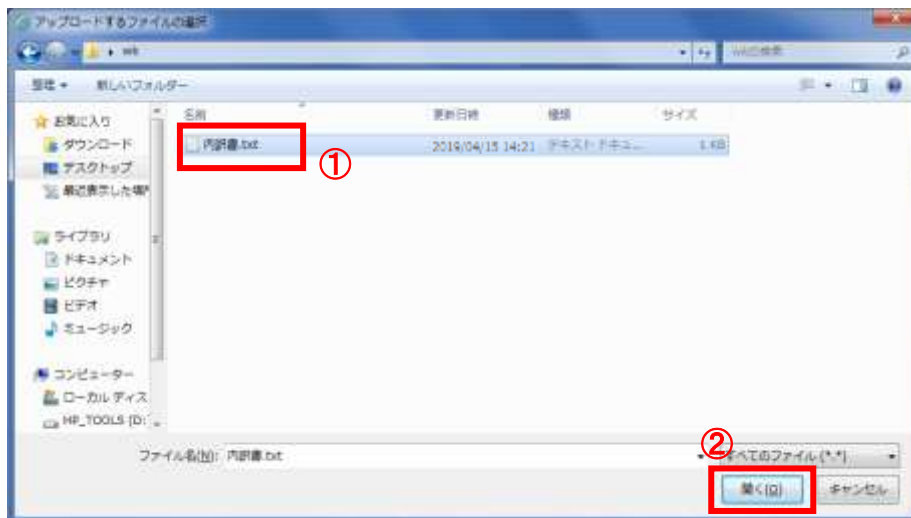 アップロードするファイルの選択
wk
wkの検索
整理
新しいフォルダー
名前
更新日時
種類
サイズ
お気に入り
ダウンロード
デスクトップ
最近表示した場所
内訳書.txt
2019/04/15 14:21
テキスト ドキュ...
1 KB
①
ライブラリ
ドキュメント
ピクチャ
ビデオ
ミュージック
コンピューター
ローカル ディス
HP_TOOLS (D:
ファイル名(N):
内訳書.txt
すべてのファイル (*.*)
②
開く(O)
キャンセル